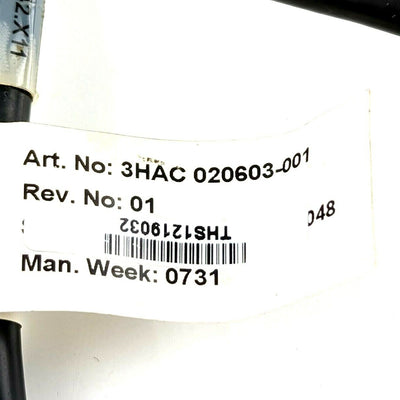 Art. No: 3HAC 020603-001
Rev. No: 01
048
THS1219032
Man. Week: 0731